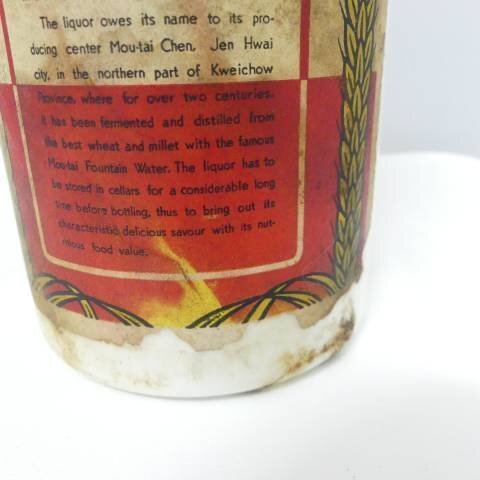 The liquor owes its name to its pro-
ducing center Mou-tai Chen, Jen Hwai
city, in the northern part of Kweichow
Province, where for over two centuries.
it has been fermented and distilled from
the best wheat and millet with the famous
Mou-tai Fountain Water. The liquor has to
be stored in cellars for a considerable long
time before bottling, thus to bring out its
characteristic delicious savour with its nut-
ritious food value.